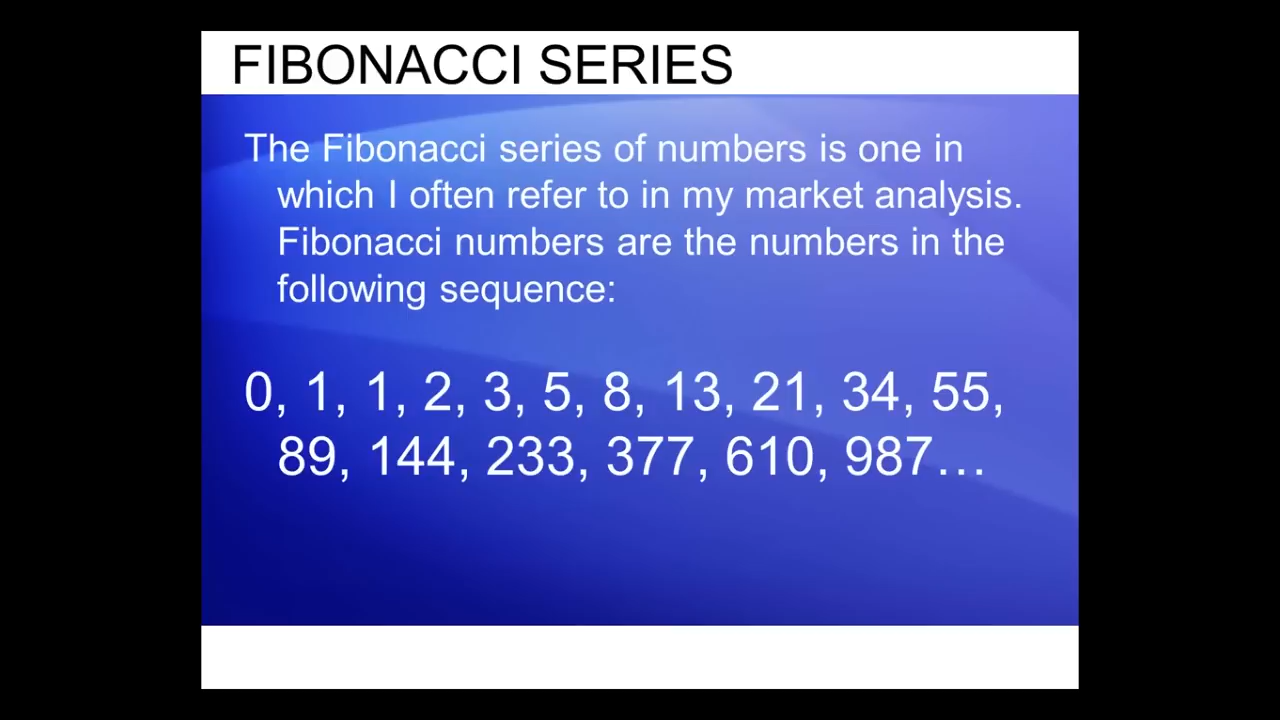 FIBONACCI SERIES
The Fibonacci series of numbers is one in
which I often refer to in my market analysis.
Fibonacci numbers are the numbers in the
following sequence:
0, 1, 1, 2, 3, 5, 8, 13, 21, 34, 55,
89, 144, 233, 377, 610, 987…